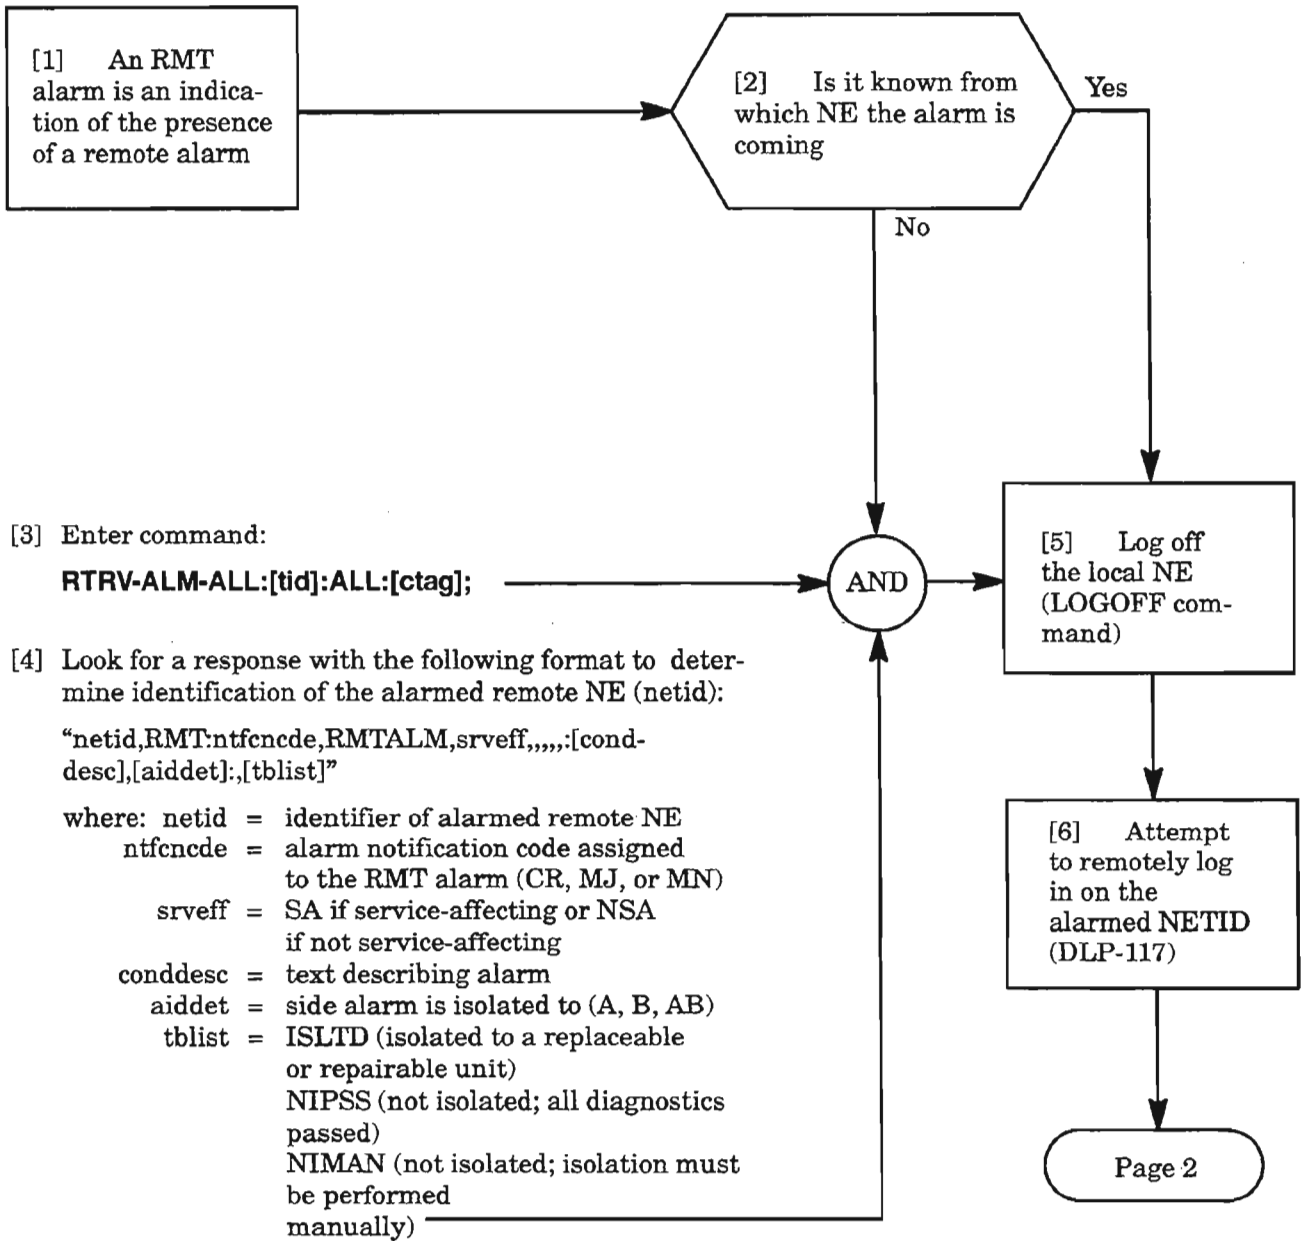 [1] An RMT
alarm is an indica-
tion of the presence
of a remote alarm
[2] Is it known from
which NE the alarm is
coming
Yes
No
[3] Enter command:
RTRV-ALM-ALL:[tid]:ALL:[ctag];
AND
[4] Look for a response with the following format to deter-
mine identification of the alarmed remote NE (netid):
“netid,RMT:ntfcncde,RMTALM,srveff,,,,,:[cond-
desc],[aiddet]:,[tblist]”
where: netid = identifier of alarmed remote NE
ntfcncde = alarm notification code assigned
to the RMT alarm (CR, MJ, or MN)
srveff = SA if service-affecting or NSA
if not service-affecting
conddesc = text describing alarm
aiddet = side alarm is isolated to (A, B, AB)
tblist = ISLTD (isolated to a replaceable
or repairable unit)
NIPSS (not isolated; all diagnostics
passed)
NIMAN (not isolated; isolation must
be performed
manually)
[5] Log off
the local NE
(LOGOFF com-
mand)
[6] Attempt
to remotely log
in on the
alarmed NETID
(DLP-117)
Page 2